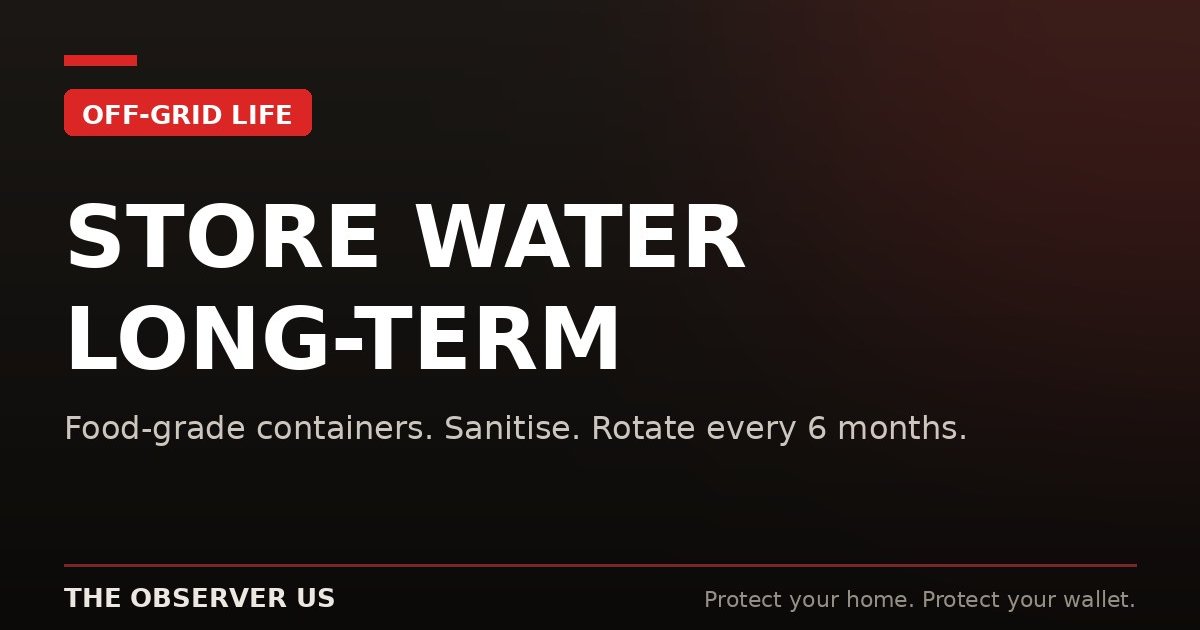 OFF-GRID LIFE
STORE WATER
LONG-TERM
Food-grade containers. Sanitise. Rotate every 6 months.
THE OBSERVER US
Protect your home. Protect your wallet.